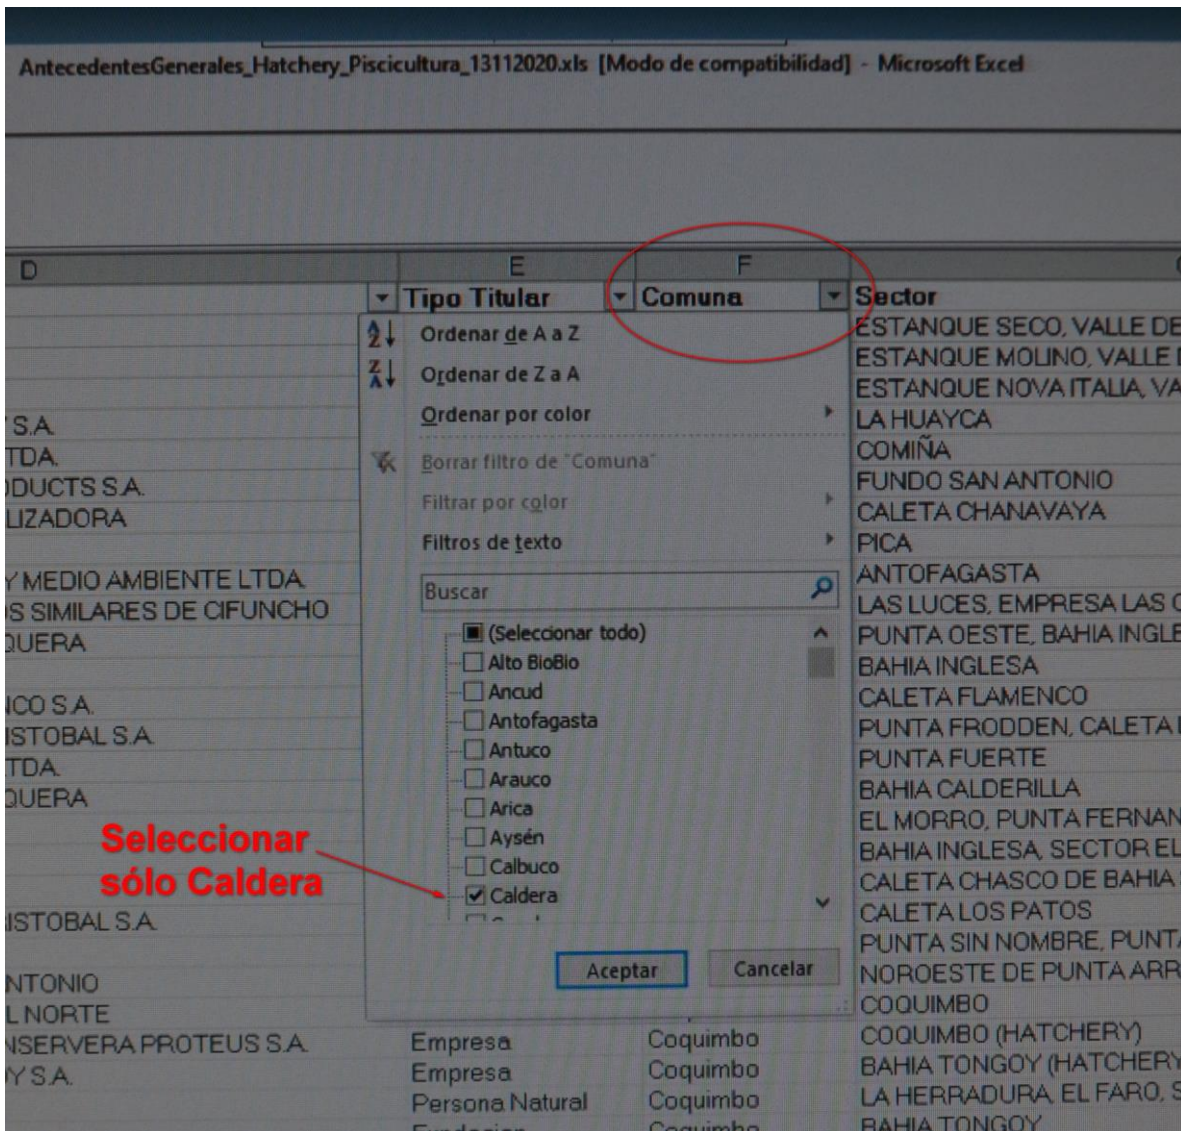 AntecedentesGenerales_Hatchery_Piscicultura_13112020.xls [Modo de compatibilidad] - Microsoft Excel
D E F
Tipo Titular Comuna Sector
Ordenar de A a Z
Ordenar de Z a A
Ordenar por color
Borrar filtro de "Comuna"
Filtrar por color
Filtros de texto
Buscar
(Seleccionar todo)
Alto BioBio
Ancud
Antofagasta
Antuco
Arauco
Arica
Aysén
Calbuco
Caldera
Aceptar Cancelar
Seleccionar
sólo Caldera
S.A.
TDA.
ODUCTS S.A.
LIZADORA
Y MEDIO AMBIENTE LTDA.
OS SIMILARES DE CIFUNCHO
QUERA
NCO S.A.
ISTOBAL S.A.
TDA.
QUERA
RISTOBAL S.A.
NTONIO
L NORTE
NSERVERA PROTEUS S.A.
Y S.A.
Empresa Coquimbo
Empresa Coquimbo
Persona Natural Coquimbo
Fundacion Coquimbo
ESTANQUE SECO, VALLE DE
ESTANQUE MOLINO, VALLE
ESTANQUE NOVA ITALIA, VA
LA HUAYCA
COMIÑA
FUNDO SAN ANTONIO
CALETA CHANAVAYA
PICA
ANTOFAGASTA
LAS LUCES, EMPRESA LAS
PUNTA OESTE, BAHIA INGLE
BAHIA INGLESA
CALETA FLAMENCO
PUNTA FRODDEN, CALETA
PUNTA FUERTE
BAHIA CALDERILLA
EL MORRO, PUNTA FERNAN
BAHIA INGLESA, SECTOR EL
CALETA CHASCO DE BAHIA
CALETA LOS PATOS
PUNTA SIN NOMBRE, PUNTA
NOROESTE DE PUNTA ARR
COQUIMBO
COQUIMBO (HATCHERY)
BAHIA TONGOY (HATCHERY
LA HERRADURA, EL FARO, S
BAHIA TONGOY